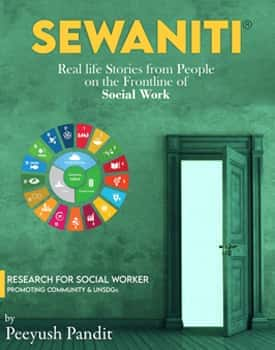 SEWANITI®
Real life Stories from People
on the Frontline of
Social Work
RESEARCH FOR SOCIAL WORKER
PROMOTING COMMUNITY & UNSDGs
by
Peeyush Pandit